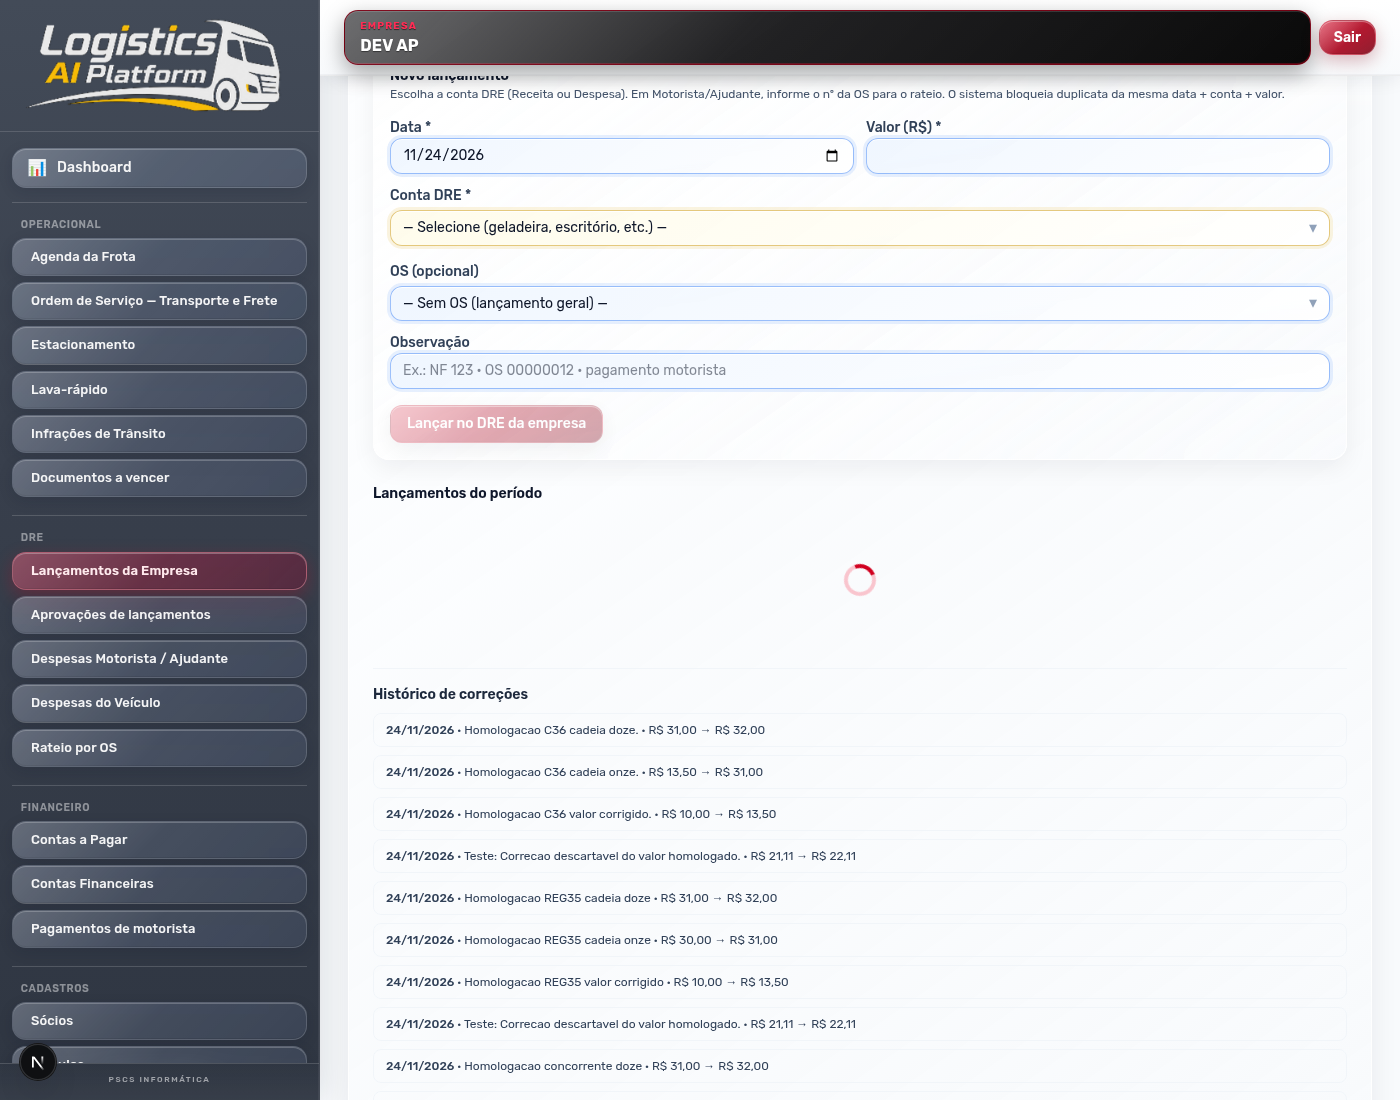 Logistics
AI Platform
Dashboard
OPERACIONAL
Agenda da Frota
Ordem de Serviço — Transporte e Frete
Estacionamento
Lava-rápido
Infrações de Trânsito
Documentos a vencer
DRE
Lançamentos da Empresa
Aprovações de lançamentos
Despesas Motorista / Ajudante
Despesas do Veículo
Rateio por OS
FINANCEIRO
Contas a Pagar
Contas Financeiras
Pagamentos de motorista
CADASTROS
Sócios
N
PSCS INFORMÁTICA
EMPRESA
DEV AP
Sair
Novo lançamento
Escolha a conta DRE (Receita ou Despesa). Em Motorista/Ajudante, informe o nº da OS para o rateio. O sistema bloqueia duplicata da mesma data + conta + valor.
Data * Valor (R$) *
11/24/2026
Conta DRE *
— Selecione (geladeira, escritório, etc.) —
OS (opcional)
— Sem OS (lançamento geral) —
Observação
Ex.: NF 123 • OS 00000012 • pagamento motorista
Lançar no DRE da empresa
Lançamentos do período
Histórico de correções
24/11/2026 • Homologacao C36 cadeia doze. • R$ 31,00 → R$ 32,00
24/11/2026 • Homologacao C36 cadeia onze. • R$ 13,50 → R$ 31,00
24/11/2026 • Homologacao C36 valor corrigido. • R$ 10,00 → R$ 13,50
24/11/2026 • Teste: Correcao descartavel do valor homologado. • R$ 21,11 → R$ 22,11
24/11/2026 • Homologacao REG35 cadeia doze • R$ 31,00 → R$ 32,00
24/11/2026 • Homologacao REG35 cadeia onze • R$ 30,00 → R$ 31,00
24/11/2026 • Homologacao REG35 valor corrigido • R$ 10,00 → R$ 13,50
24/11/2026 • Teste: Correcao descartavel do valor homologado. • R$ 21,11 → R$ 22,11
24/11/2026 • Homologacao concorrente doze • R$ 31,00 → R$ 32,00